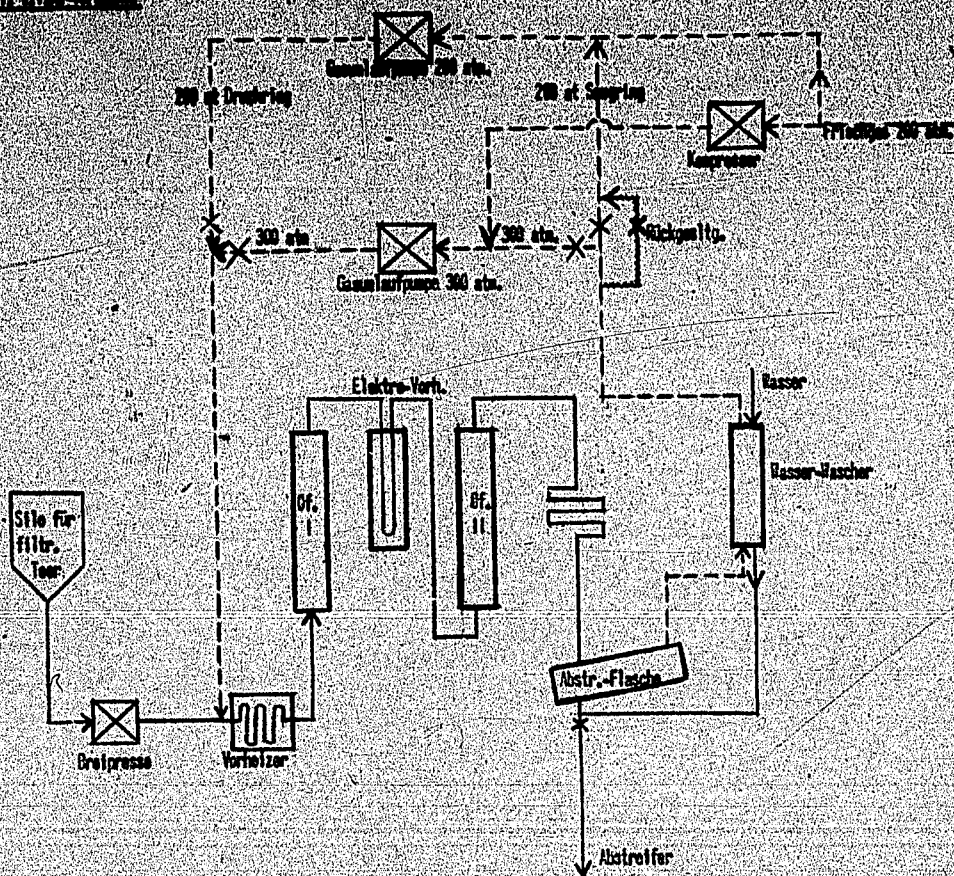 Gasumlaufpumpe 200 atm.
200 at Druckring
200 at Saugring
Frischgas 200 atm.
Kompressor
300 atm
300 atm.
Rückgasltg.
Gasumlaufpumpe 300 atm.
Elektro-Vorh.
Wasser
Wasser-Wascher
Of.
I
Of.
II
Silo für
filtr.
Teer
Abstr.-Flasche
Breipresse
Vorheizer
Abstreifer